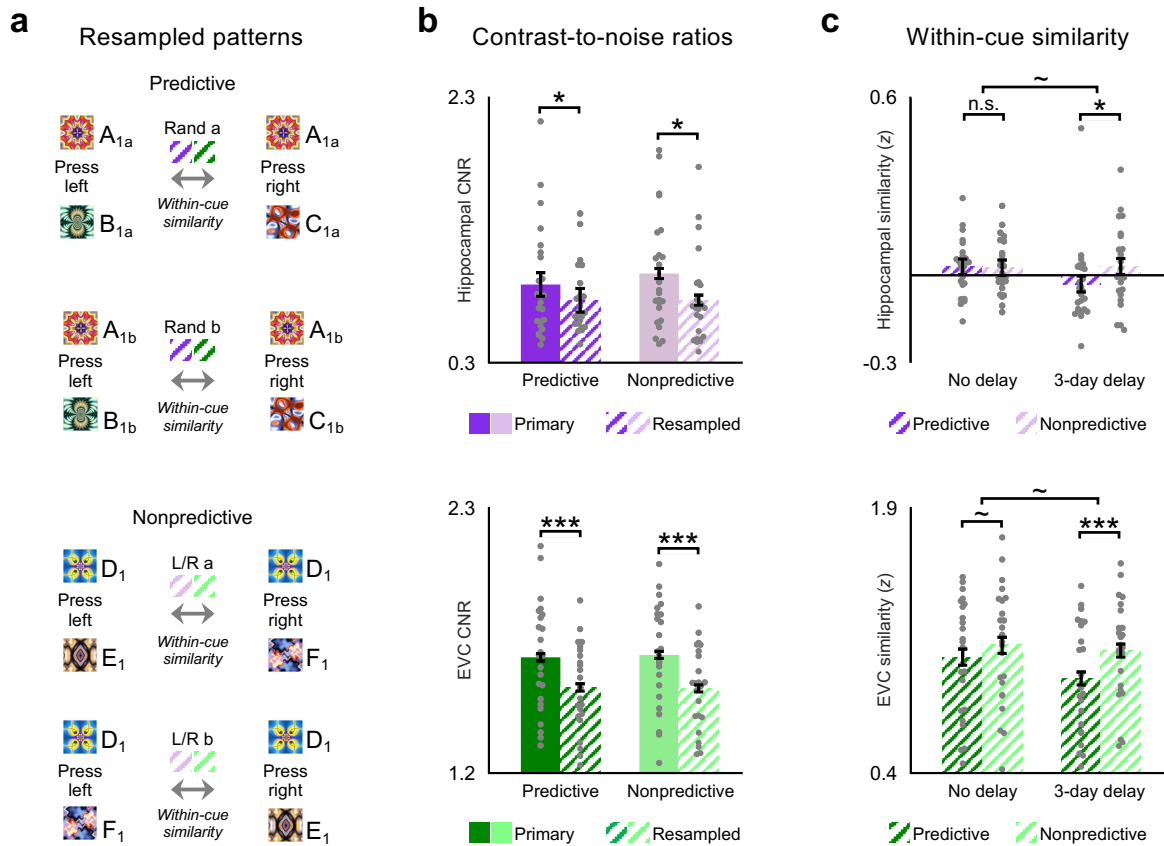 a
Resampled patterns
Predictive
A1a
Rand a
A1a
Press left
Within-cue similarity
Press right
B1a
C1a
A1b
Rand b
A1b
Press left
Within-cue similarity
Press right
B1b
C1b
Nonpredictive
D1
L/R a
D1
Press left
Within-cue similarity
Press right
E1
F1
D1
L/R b
D1
Press left
Within-cue similarity
Press right
F1
E1
b
Contrast-to-noise ratios
2.3
*
*
Hippocampal CNR
0.3
Predictive
Nonpredictive
Primary
Resampled
2.3
***
***
EVC CNR
1.2
Predictive
Nonpredictive
Primary
Resampled
c
Within-cue similarity
0.6
~
n.s.
*
Hippocampal similarity (z)
-0.3
No delay
3-day delay
Predictive
Nonpredictive
1.9
~
~
***
EVC similarity (z)
0.4
No delay
3-day delay
Predictive
Nonpredictive